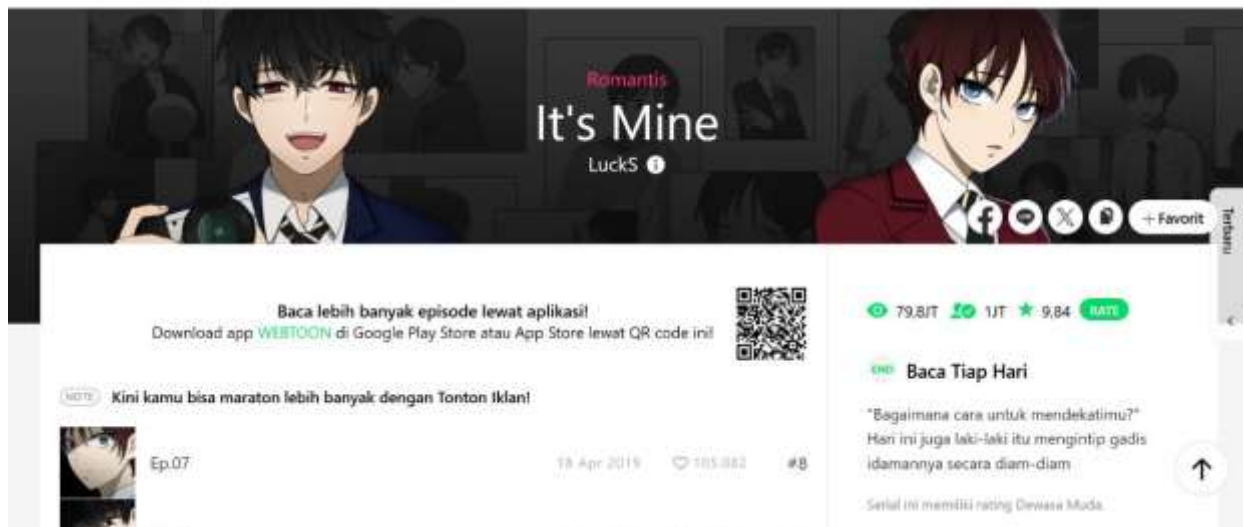 Romantis
It's Mine
LuckS
+ Favorit
Terbaru
Baca lebih banyak episode lewat aplikasi!
Download app WEBTOON di Google Play Store atau App Store lewat QR code ini!
NOTE Kini kamu bisa maraton lebih banyak dengan Tonton Iklan!
Ep.07 18 Apr 2019 105.082 #8
79,8JT 1JT 9,84 RATE
END Baca Tiap Hari
"Bagaimana cara untuk mendekatimu?"
Hari ini juga laki-laki itu mengintip gadis
idamannya secara diam-diam
Serial ini memiliki rating Dewasa Muda.